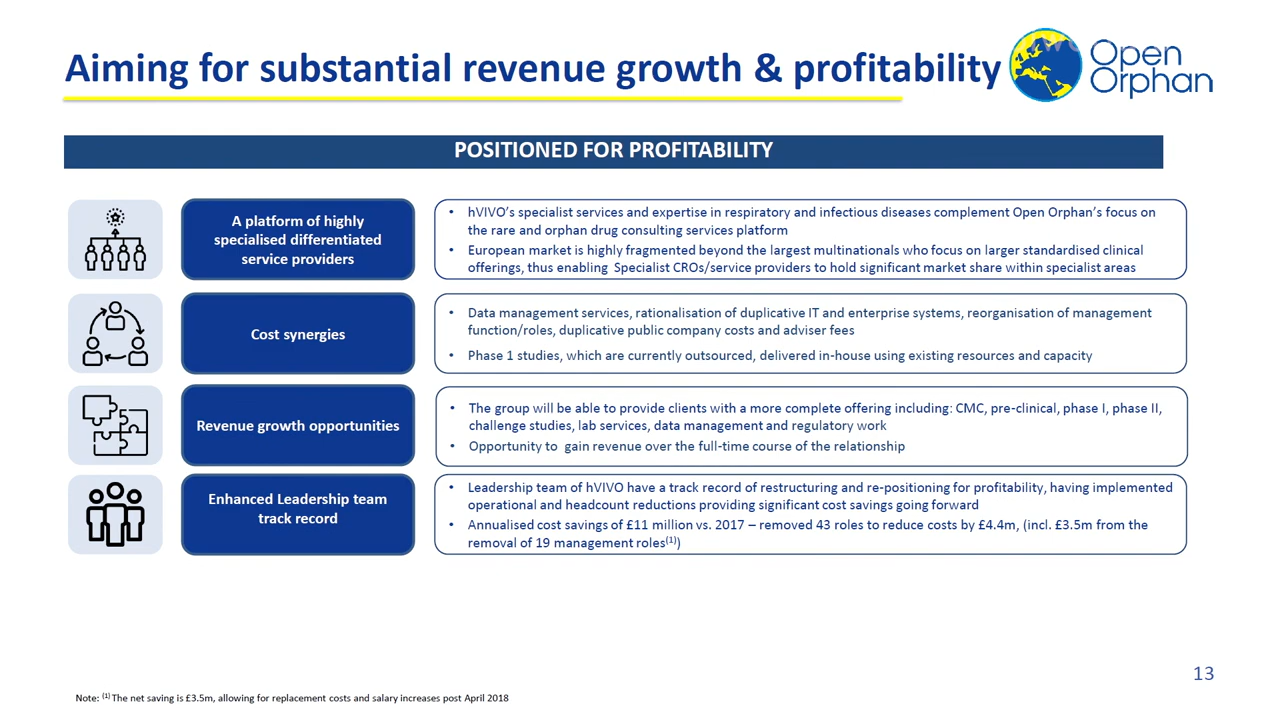 Aiming for substantial revenue growth & profitability
Open
Orphan
POSITIONED FOR PROFITABILITY
A platform of highly
specialised differentiated
service providers
• hVIVO's specialist services and expertise in respiratory and infectious diseases complement Open Orphan's focus on
the rare and orphan drug consulting services platform
• European market is highly fragmented beyond the largest multinationals who focus on larger standardised clinical
offerings, thus enabling Specialist CROs/service providers to hold significant market share within specialist areas
Cost synergies
• Data management services, rationalisation of duplicative IT and enterprise systems, reorganisation of management
function/roles, duplicative public company costs and adviser fees
• Phase 1 studies, which are currently outsourced, delivered in-house using existing resources and capacity
Revenue growth opportunities
• The group will be able to provide clients with a more complete offering including: CMC, pre-clinical, phase I, phase II,
challenge studies, lab services, data management and regulatory work
• Opportunity to gain revenue over the full-time course of the relationship
Enhanced Leadership team
track record
• Leadership team of hVIVO have a track record of restructuring and re-positioning for profitability, having implemented
operational and headcount reductions providing significant cost savings going forward
• Annualised cost savings of £11 million vs. 2017 – removed 43 roles to reduce costs by £4.4m, (incl. £3.5m from the
removal of 19 management roles(1))
13
Note: (1) The net saving is £3.5m, allowing for replacement costs and salary increases post April 2018